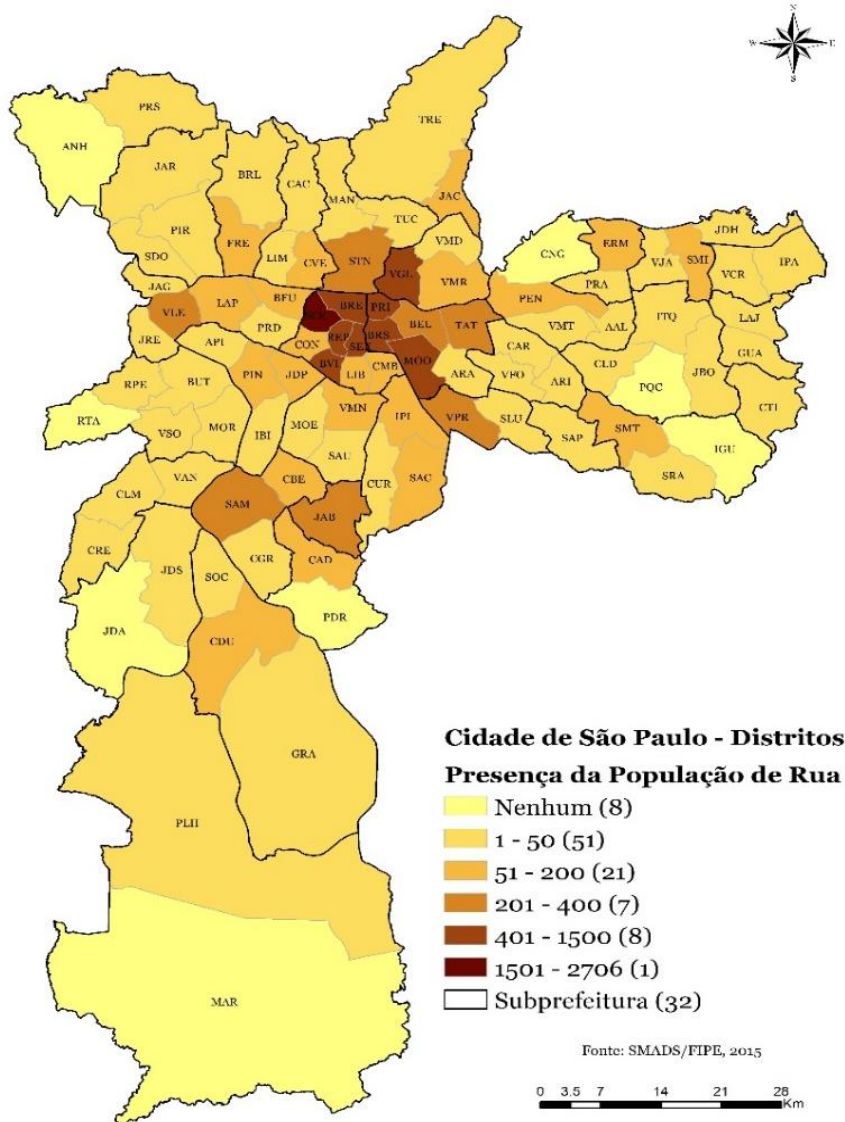 N
W E
S
PRS
ANH
TRE
JAR
BRL
CAC
JAC
MAN
TUC
PIR
FRE
SDO
LIM
CVE
STN
VMD
CNG
ERM
JDH
VJA
SMI
VCR
IPA
JAG
VGL
VMR
PRA
VLE
LAP
BFU
BRE
PRI
PEN
JRE
PRD
BEL
TAT
VMT
AAL
ITQ
LAJ
API
CON
REP
BRS
CAR
GUA
RPE
BUT
PIN
JDP
BVI
LIB
CMB
MOO
ARA
VFO
ARI
CLD
PQC
JBO
RTA
VSO
MOR
IBI
MOE
VMN
IPI
VPR
SLU
SAP
SMT
CTI
SAU
IGU
CLM
VAN
CBE
CUR
SAC
SRA
SAM
JAB
CRE
JDS
SOC
CGR
CAD
JDA
PDR
CDU
GRA
PLH
MAR
Cidade de São Paulo - Distritos
Presença da População de Rua
Nenhum (8)
1 - 50 (51)
51 - 200 (21)
201 - 400 (7)
401 - 1500 (8)
1501 - 2706 (1)
Subprefeitura (32)
Fonte: SMADS/FIPE, 2015
0 3.5 7 14 21 28
Km